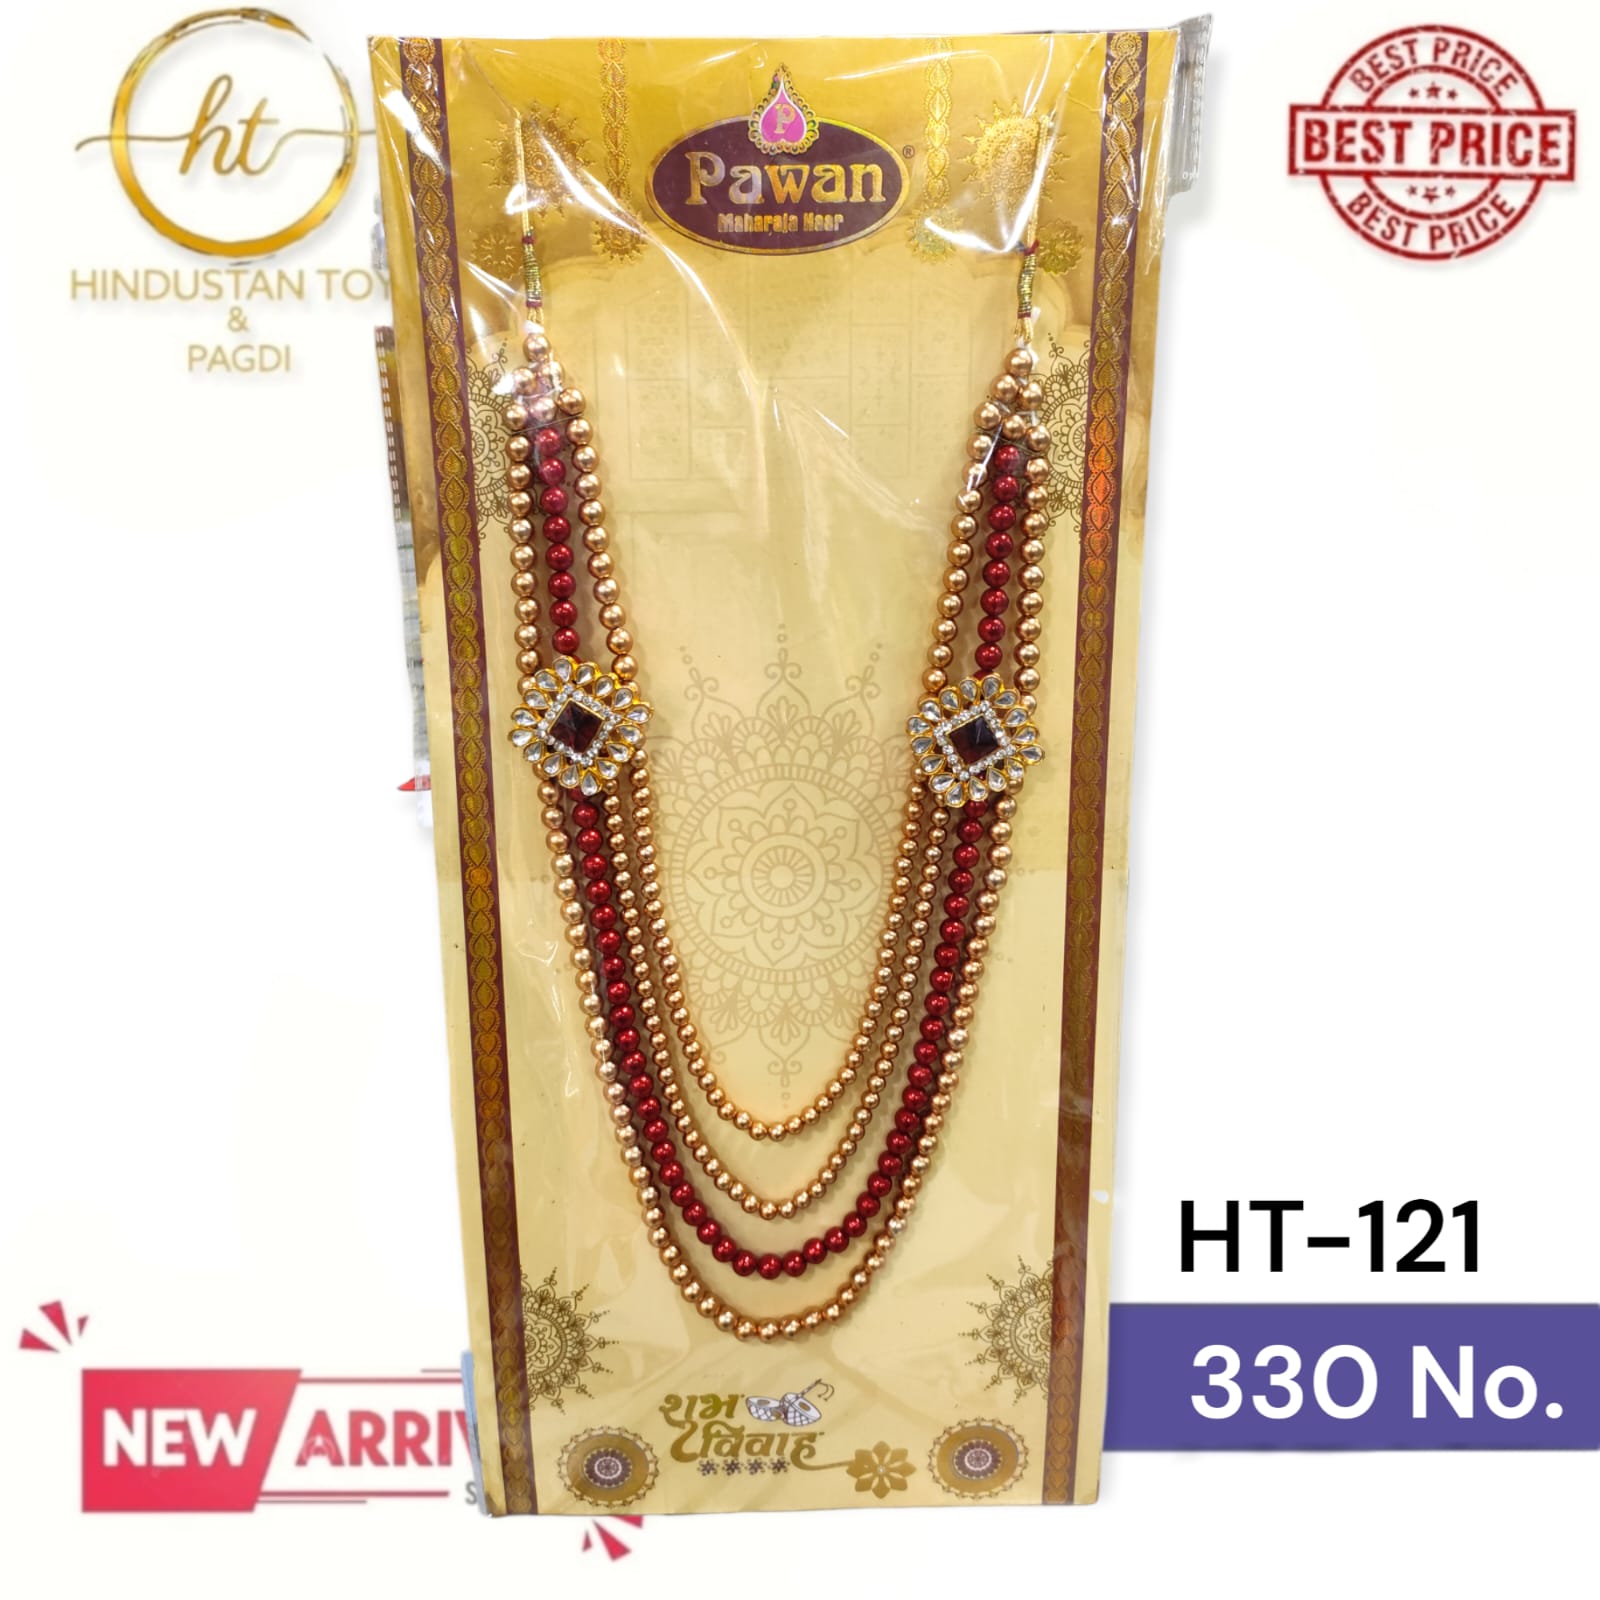 ht
HINDUSTAN TOY
&
PAGDI
P
Pawan®
Maharaja Haar
BEST PRICE
BEST PRICE
BEST PRICE
HT-121
330 No.
NEW ARRIV
S
शुभ
विवाह